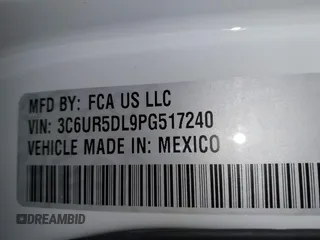 MFD BY: FCA US LLC
VIN: 3C6UR5DL9PG517240
VEHICLE MADE IN: MEXICO
DREAMBID